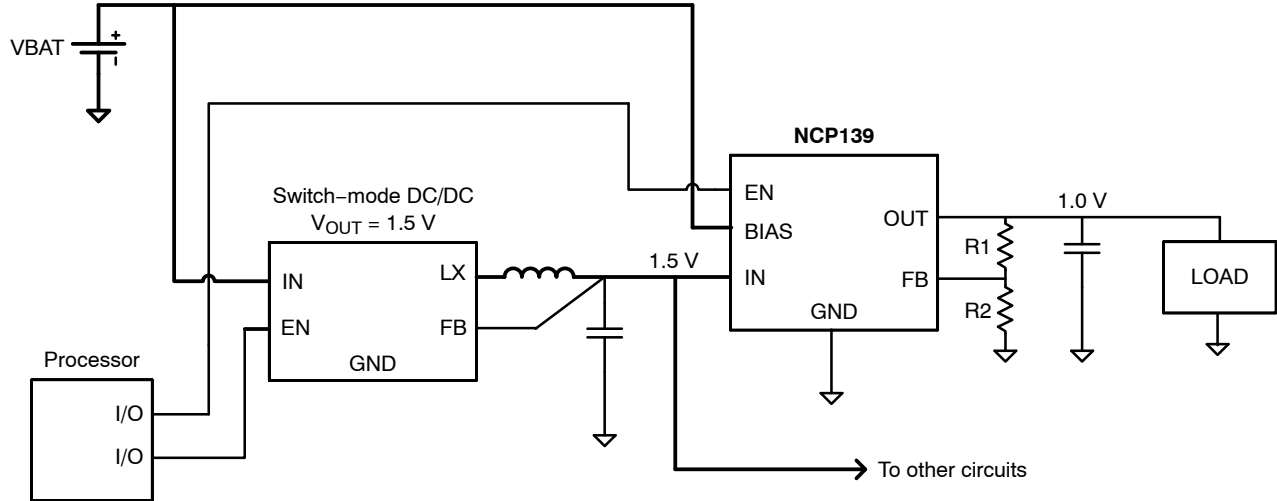 VBAT
+
NCP139
Switch−mode DC/DC
VOUT = 1.5 V
EN
BIAS
IN
GND
OUT
FB
R1
R2
1.0 V
LOAD
IN
EN
LX
FB
GND
1.5 V
Processor
I/O
I/O
To other circuits